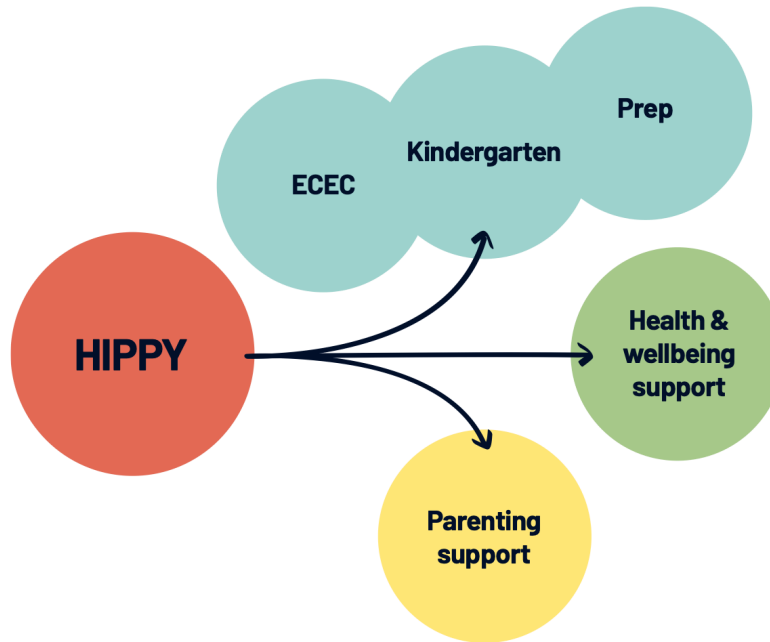 Prep
Kindergarten
ECEC
HIPPY
Health &
wellbeing
support
Parenting
support